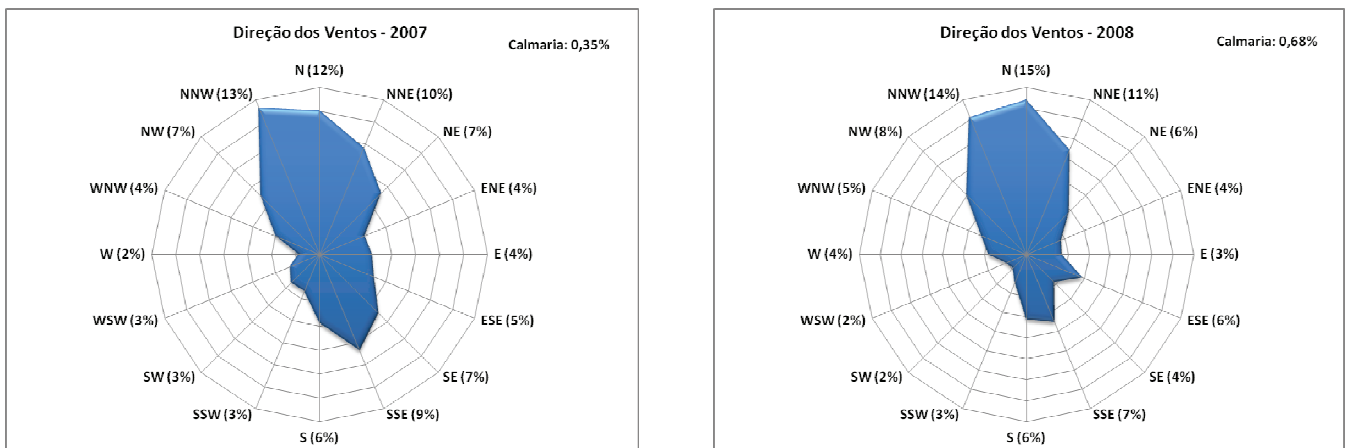 Direção dos Ventos - 2007
Calmaria: 0,35%
N (12%)
NNW (13%)
NNE (10%)
NW (7%)
NE (7%)
WNW (4%)
ENE (4%)
W (2%)
E (4%)
WSW (3%)
ESE (5%)
SW (3%)
SE (7%)
SSW (3%)
SSE (9%)
S (6%)
Direção dos Ventos - 2008
Calmaria: 0,68%
N (15%)
NNW (14%)
NNE (11%)
NW (8%)
NE (6%)
WNW (5%)
ENE (4%)
W (4%)
E (3%)
WSW (2%)
ESE (6%)
SW (2%)
SE (4%)
SSW (3%)
SSE (7%)
S (6%)